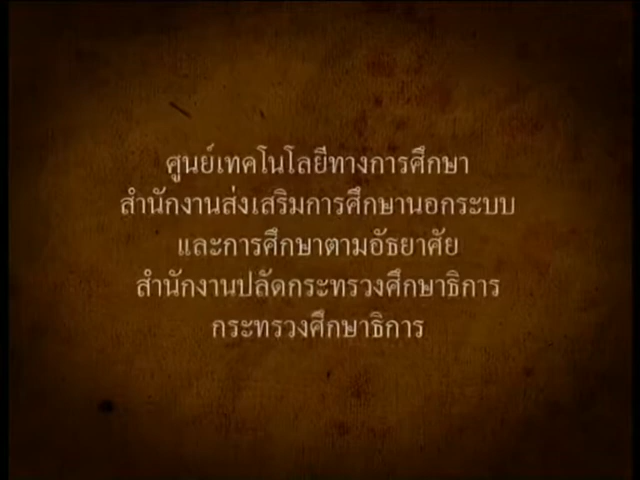 ศูนย์เทคโนโลยีทางการศึกษา
สำนักงานส่งเสริมการศึกษานอกระบบ
และการศึกษาตามอัธยาศัย
สำนักงานปลัดกระทรวงศึกษาธิการ
กระทรวงศึกษาธิการ